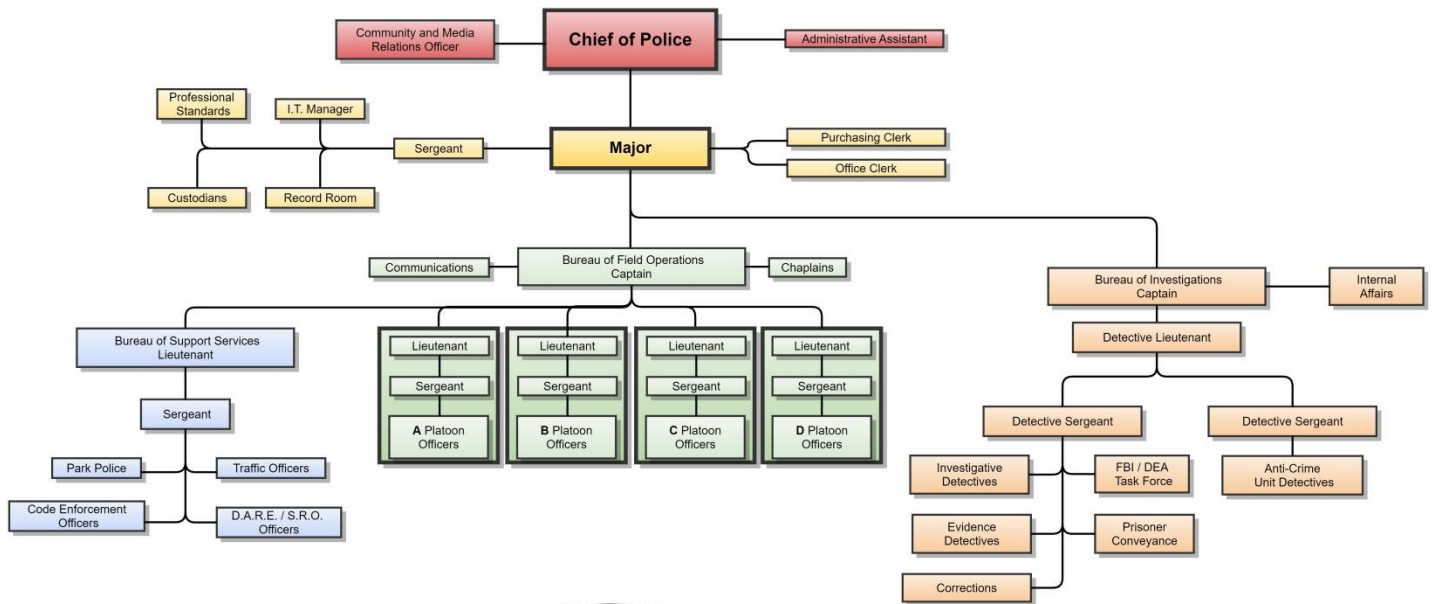 Community and Media
Relations Officer
Chief of Police
Administrative Assistant
Professional
Standards
I.T. Manager
Sergeant
Major
Purchasing Clerk
Office Clerk
Custodians
Record Room
Communications
Bureau of Field Operations
Captain
Chaplains
Bureau of Investigations
Captain
Internal
Affairs
Bureau of Support Services
Lieutenant
Sergeant
Park Police
Traffic Officers
Code Enforcement
Officers
D.A.R.E. / S.R.O.
Officers
Lieutenant
Sergeant
A Platoon
Officers
Lieutenant
Sergeant
B Platoon
Officers
Lieutenant
Sergeant
C Platoon
Officers
Lieutenant
Sergeant
D Platoon
Officers
Detective Lieutenant
Detective Sergeant
Investigative
Detectives
FBI / DEA
Task Force
Evidence
Detectives
Prisoner
Conveyance
Corrections
Detective Sergeant
Anti-Crime
Unit Detectives